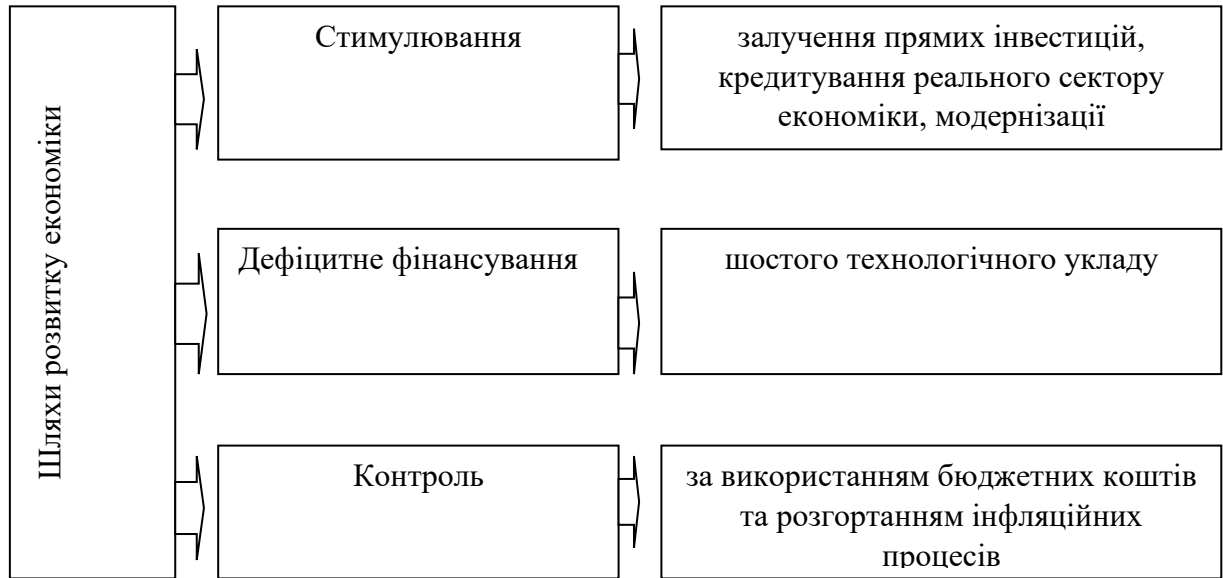 Шляхи розвитку економіки
Стимулювання
залучення прямих інвестицій,
кредитування реального сектору
економіки, модернізації
Дефіцитне фінансування
шостого технологічного укладу
Контроль
за використанням бюджетних коштів
та розгортанням інфляційних
процесів